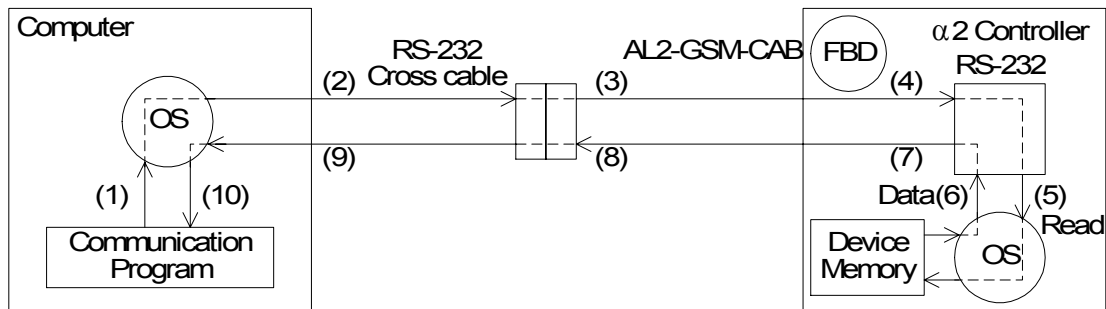 Computer
OS
(1)
(10)
Communication
Program
(2)
RS-232
Cross cable
(9)
AL2-GSM-CAB
(3)
(8)
FBD
α2 Controller
RS-232
(4)
(7)
Data(6)
(5)
Read
Device
Memory
OS